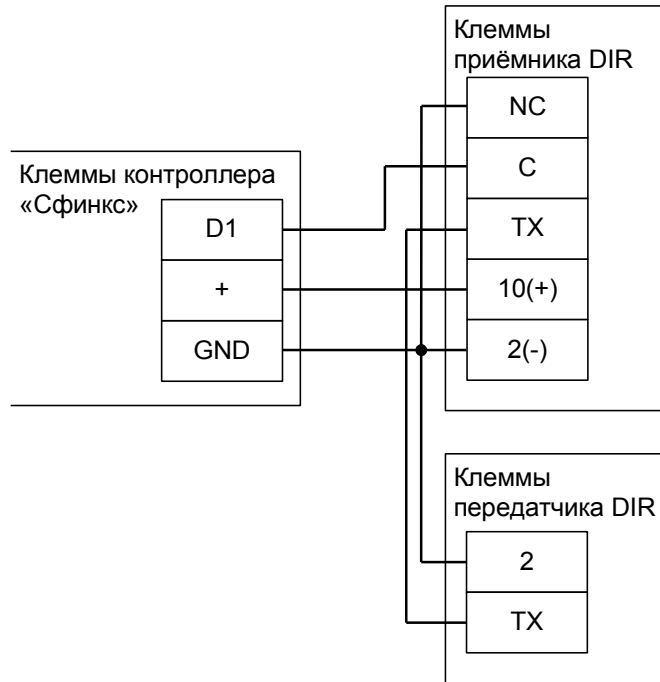 Клеммы
приёмника DIR
NC
C
TX
10(+)
2(-)
Клеммы контроллера
«Сфинкс»
D1
+
GND
Клеммы
передатчика DIR
2
TX